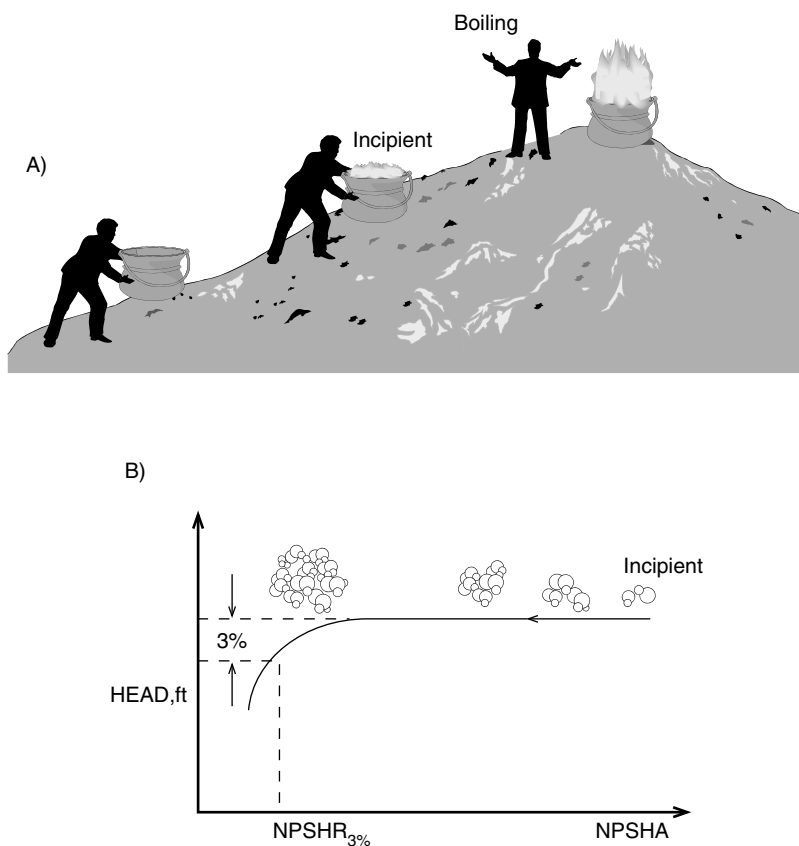 Boiling
Incipient
A)
B)
Incipient
3%
HEAD,ft
NPSHR3%
NPSHA